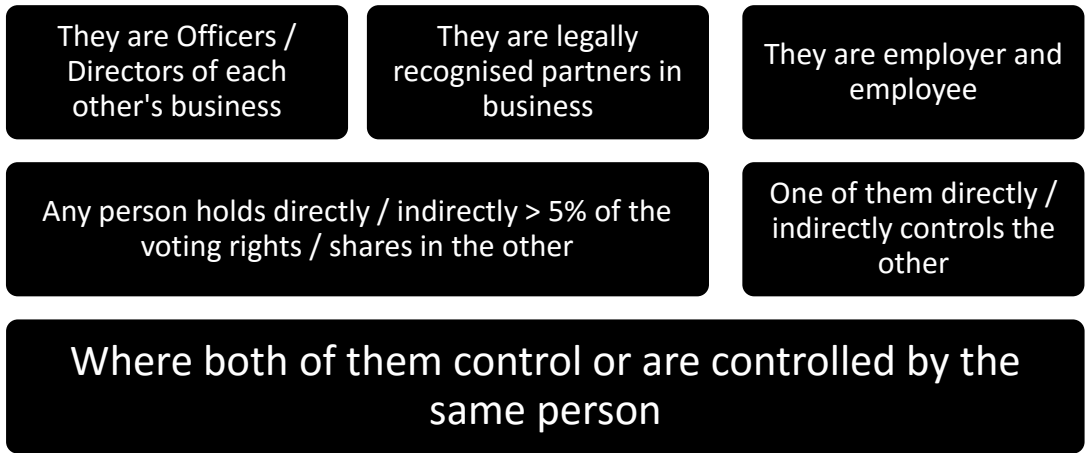 They are Officers /
Directors of each
other's business
They are legally
recognised partners in
business
They are employer and
employee
Any person holds directly / indirectly > 5% of the
voting rights / shares in the other
One of them directly /
indirectly controls the
other
Where both of them control or are controlled by the
same person